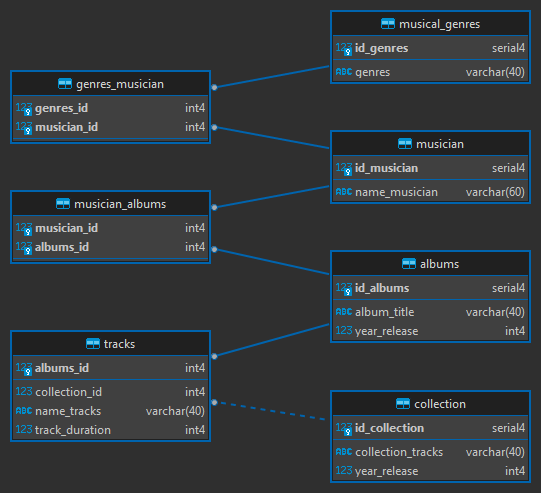 musical_genres
123 id_genres serial4
ABC genres varchar(40)
genres_musician
123 genres_id int4
123 musician_id int4
musician
123 id_musician serial4
ABC name_musician varchar(60)
musician_albums
123 musician_id int4
123 albums_id int4
albums
123 id_albums serial4
ABC album_title varchar(40)
123 year_release int4
tracks
123 albums_id int4
123 collection_id int4
ABC name_tracks varchar(40)
123 track_duration int4
collection
123 id_collection serial4
ABC collection_tracks varchar(40)
123 year_release int4